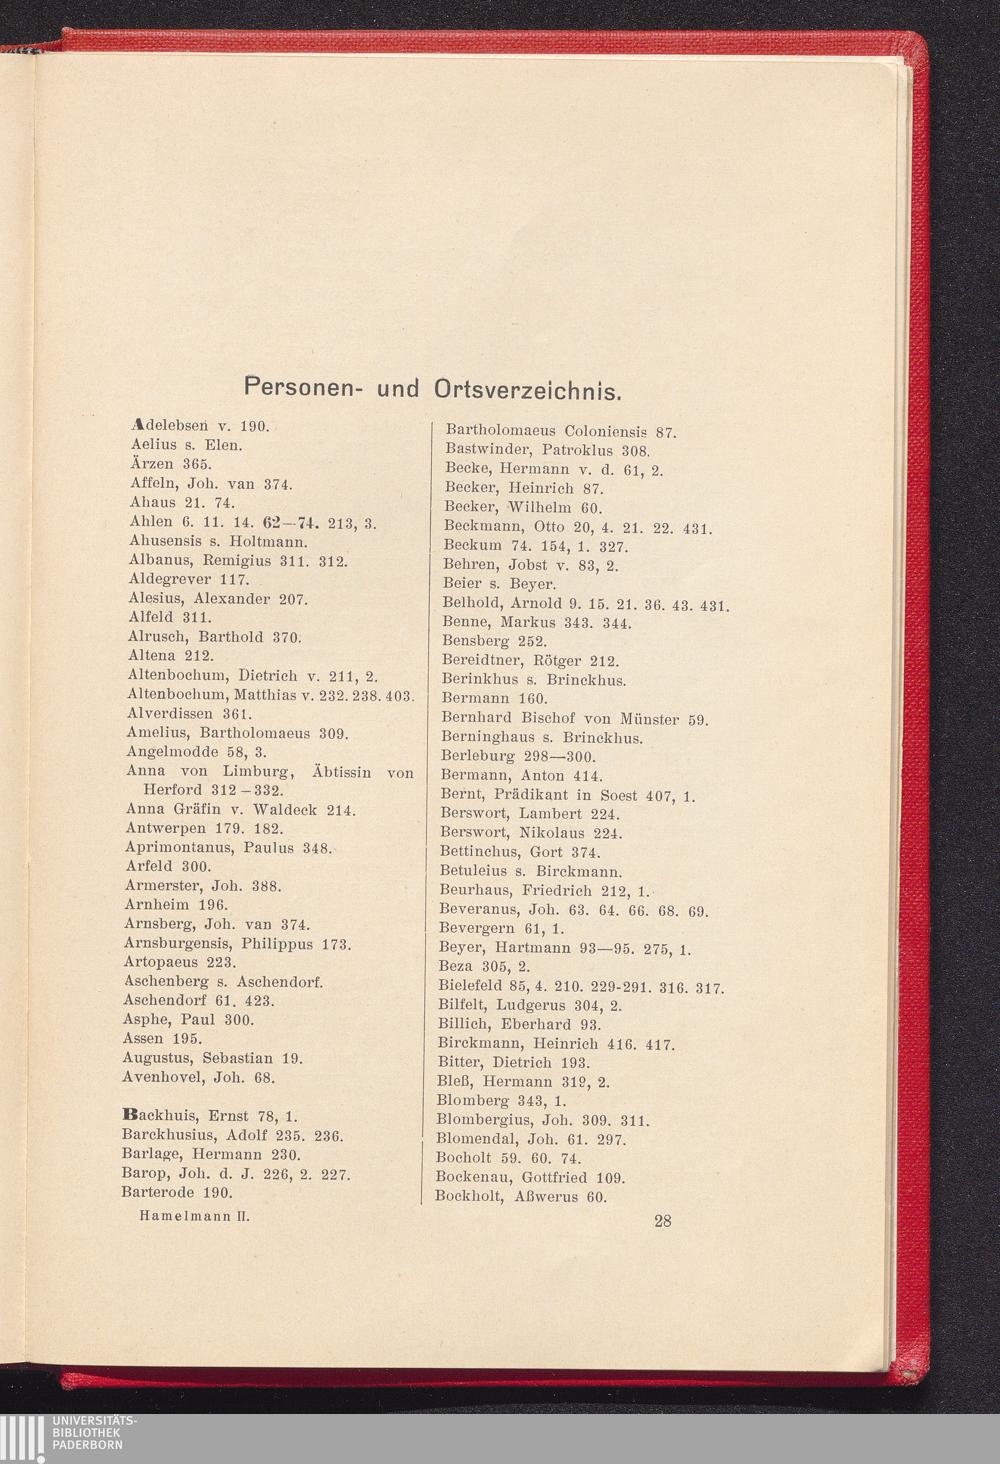 Personen- und Ortsverzeichnis.
Adelebsen v. 190.
Aelius s. Elen.
Ärzen 365.
Affeln, Joh. van 374.
Ahaus 21. 74.
Ahlen 6. 11. 14. 62—74. 213, 3.
Ahusensis s. Holtmann.
Albanus, Remigius 311. 312.
Aldegrever 117.
Alesius, Alexander 207.
Alfeld 311.
Alrusch, Barthold 370.
Altena 212.
Altenbochum, Dietrich v. 211, 2.
Altenbochum, Matthias v. 232. 238. 403.
Alverdissen 361.
Amelius, Bartholomaeus 309.
Angelmodde 58, 3.
Anna von Limburg, Äbtissin von
Herford 312—332.
Anna Gräfin v. Waldeck 214.
Antwerpen 179. 182.
Aprimontanus, Paulus 348.
Arfeld 300.
Armerster, Joh. 388.
Arnheim 196.
Arnsberg, Joh. van 374.
Arnsburgensis, Philippus 173.
Artopaeus 223.
Aschenberg s. Aschendorf.
Aschendorf 61. 423.
Asphe, Paul 300.
Assen 195.
Augustus, Sebastian 19.
Avenhovel, Joh. 68.
Backhuis, Ernst 78, 1.
Barckhusius, Adolf 235. 236.
Barlage, Hermann 230.
Barop, Joh. d. J. 226, 2. 227.
Barterode 190.
Bartholomaeus Coloniensis 87.
Bastwinder, Patroklus 308.
Becke, Hermann v. d. 61, 2.
Becker, Heinrich 87.
Becker, Wilhelm 60.
Beckmann, Otto 20, 4. 21. 22. 431.
Beckum 74. 154, 1. 327.
Behren, Jobst v. 83, 2.
Beier s. Beyer.
Belhold, Arnold 9. 15. 21. 36. 43. 431.
Benne, Markus 343. 344.
Bensberg 252.
Bereidtner, Rötger 212.
Berinkhus s. Brinckhus.
Bermann 160.
Bernhard Bischof von Münster 59.
Berninghaus s. Brinckhus.
Berleburg 298—300.
Bermann, Anton 414.
Bernt, Prädikant in Soest 407, 1.
Berswort, Lambert 224.
Berswort, Nikolaus 224.
Bettinchus, Gort 374.
Betuleius s. Birckmann.
Beurhaus, Friedrich 212, 1.
Beveranus, Joh. 63. 64. 66. 68. 69.
Bevergern 61, 1.
Beyer, Hartmann 93—95. 275, 1.
Beza 305, 2.
Bielefeld 85, 4. 210. 229-291. 316. 317.
Bilfelt, Ludgerus 304, 2.
Billich, Eberhard 93.
Birckmann, Heinrich 416. 417.
Bitter, Dietrich 193.
Bleß, Hermann 319, 2.
Blomberg 343, 1.
Blombergius, Joh. 309. 311.
Blomendal, Joh. 61. 297.
Bocholt 59. 60. 74.
Bockenau, Gottfried 109.
Bockholt, Aßwerus 60.
Hamelmann II.
28
UNIVERSITÄTS-
BIBLIOTHEK
PADERBORN